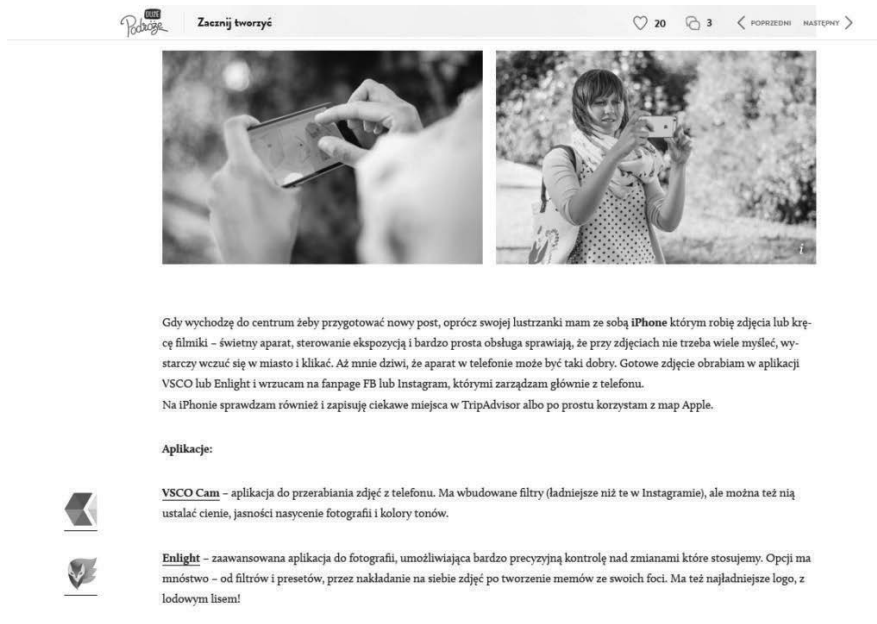 DUŻE
Podróże
Zacznij tworzyć
20
3
POPRZEDNI
NASTĘPNY
i
Gdy wychodzę do centrum żeby przygotować nowy post, oprócz swojej lustrzanki mam ze sobą iPhone którym robię zdjęcia lub krę-
cę filmiki – świetny aparat, sterowanie ekspozycją i bardzo prosta obsługa sprawiają, że przy zdjęciach nie trzeba wiele myśleć, wy-
starczy wczuć się w miasto i klikać. Aż mnie dziwi, że aparat w telefonie może być taki dobry. Gotowe zdjęcie obrabiam w aplikacji
VSCO lub Enlight i wrzucam na fanpage FB lub Instagram, którymi zarządzam głównie z telefonu.
Na iPhonie sprawdzam również i zapisuję ciekawe miejsca w TripAdvisor albo po prostu korzystam z map Apple.
Aplikacje:
VSCO Cam – aplikacja do przerabiania zdjęć z telefonu. Ma wbudowane filtry (ładniejsze niż te w Instagramie), ale można też nią
ustalać cienie, jasności nasycenie fotografii i kolory tonów.
Enlight – zaawansowana aplikacja do fotografii, umożliwiająca bardzo precyzyjną kontrolę nad zmianami które stosujemy. Opcji ma
mnóstwo – od filtrów i presetów, przez nakładanie na siebie zdjęć po tworzenie memów ze swoich foci. Ma też najładniejsze logo, z
lodowym lisem!